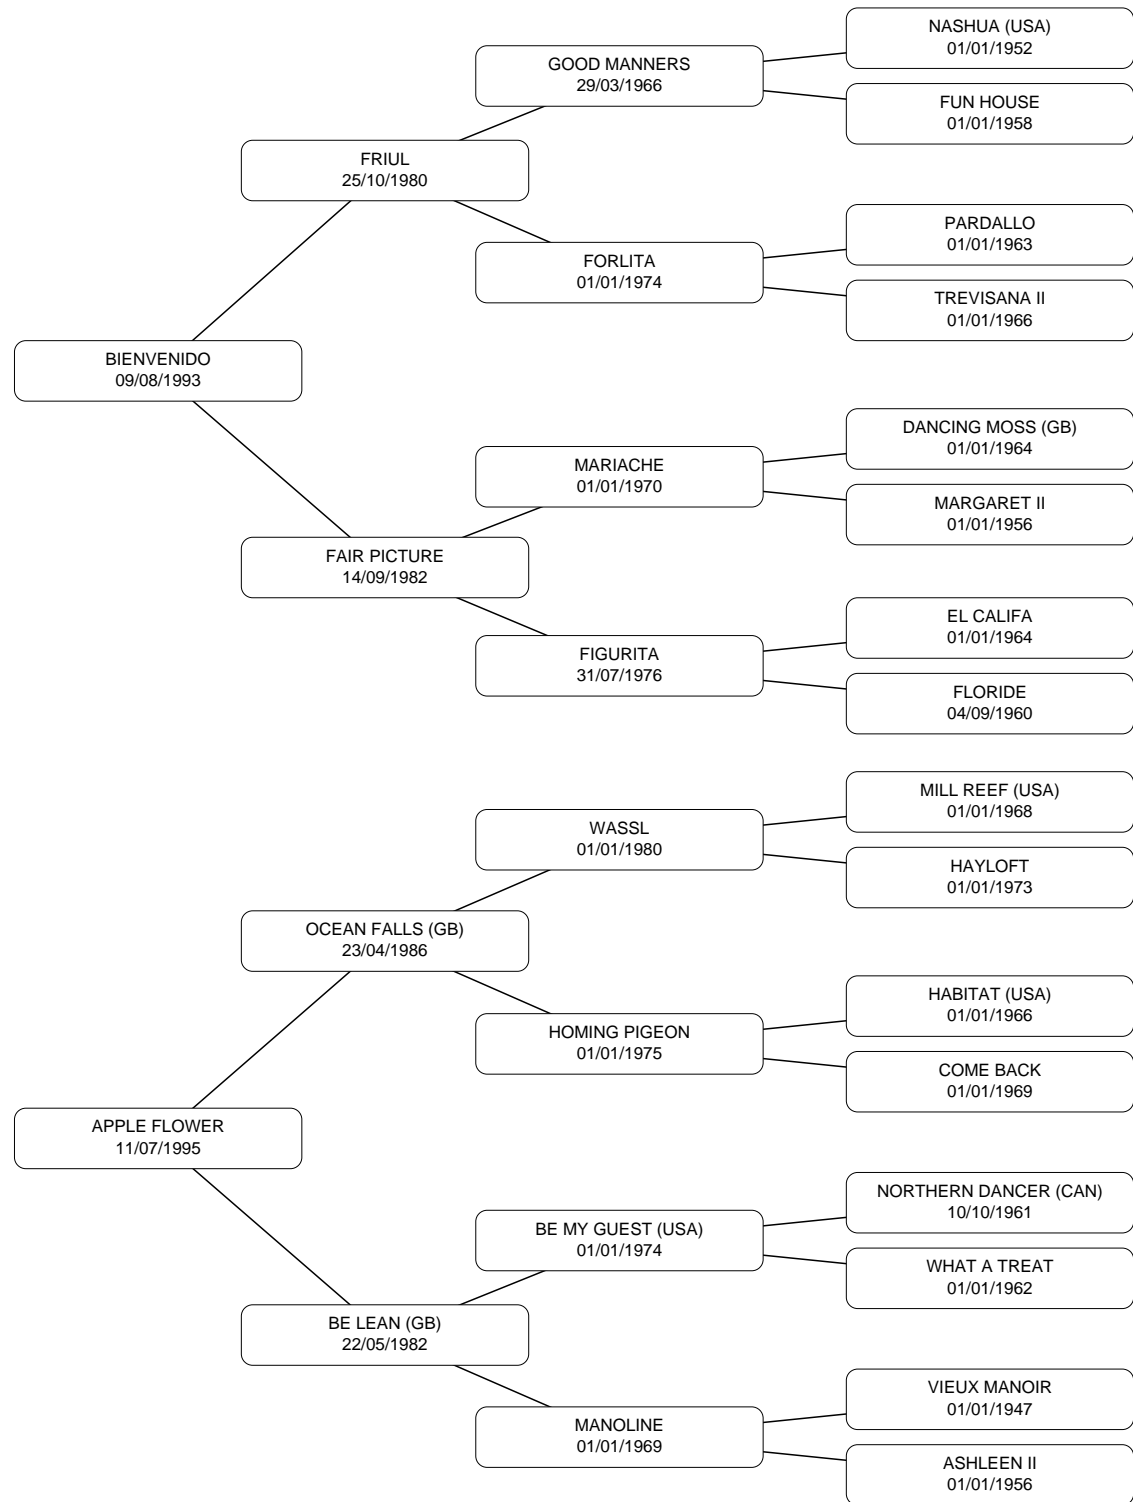 NASHUA (USA)
01/01/1952
GOOD MANNERS
29/03/1966
FUN HOUSE
01/01/1958
FRIUL
25/10/1980
PARDALLO
01/01/1963
FORLITA
01/01/1974
TREVISANA II
01/01/1966
BIENVENIDO
09/08/1993
DANCING MOSS (GB)
01/01/1964
MARIACHE
01/01/1970
MARGARET II
01/01/1956
FAIR PICTURE
14/09/1982
EL CALIFA
01/01/1964
FIGURITA
31/07/1976
FLORIDE
04/09/1960
MILL REEF (USA)
01/01/1968
WASSL
01/01/1980
HAYLOFT
01/01/1973
OCEAN FALLS (GB)
23/04/1986
HABITAT (USA)
01/01/1966
HOMING PIGEON
01/01/1975
COME BACK
01/01/1969
APPLE FLOWER
11/07/1995
NORTHERN DANCER (CAN)
10/10/1961
BE MY GUEST (USA)
01/01/1974
WHAT A TREAT
01/01/1962
BE LEAN (GB)
22/05/1982
VIEUX MANOIR
01/01/1947
MANOLINE
01/01/1969
ASHLEEN II
01/01/1956